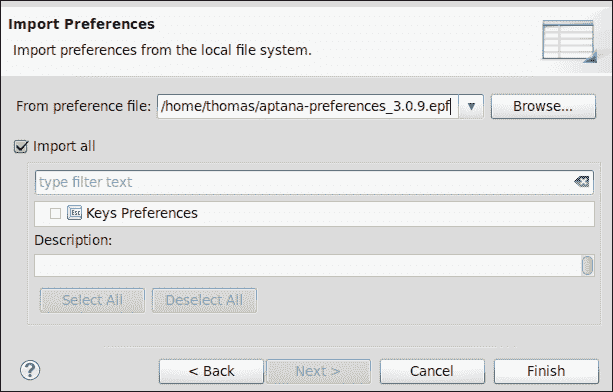 Import Preferences
Import preferences from the local file system.
From preference file: /home/thomas/aptana-preferences_3.0.9.epf Browse...
Import all
type filter text
Esc Keys Preferences
Description:
Select All Deselect All
? < Back Next > Cancel Finish